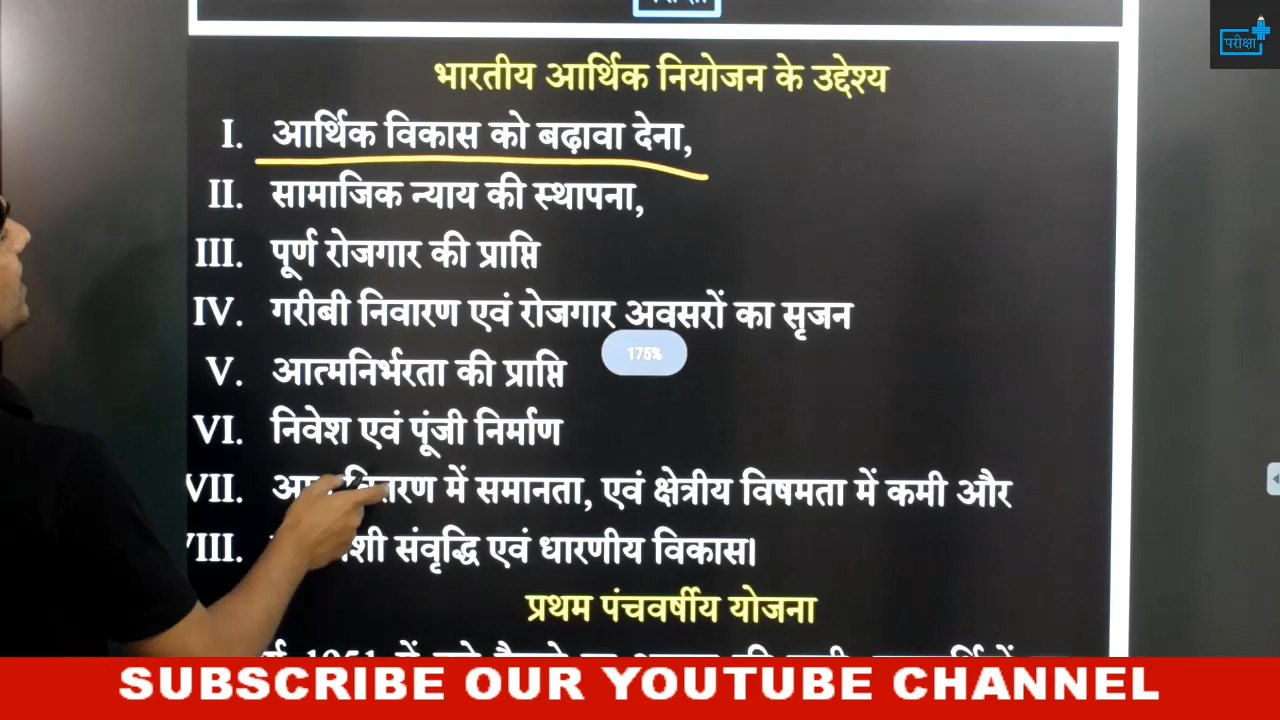 परीक्षा
भारतीय आर्थिक नियोजन के उद्देश्य
I. आर्थिक विकास को बढ़ावा देना,
II. सामाजिक न्याय की स्थापना,
III. पूर्ण रोजगार की प्राप्ति
IV. गरीबी निवारण एवं रोजगार अवसरों का सृजन
175%
V. आत्मनिर्भरता की प्राप्ति
VI. निवेश एवं पूंजी निर्माण
VII. वितरण में समानता, एवं क्षेत्रीय विषमता में कमी और
VIII. संवृद्धि एवं धारणीय विकास।
प्रथम पंचवर्षीय योजना
1951 में
SUBSCRIBE OUR YOUTUBE CHANNEL